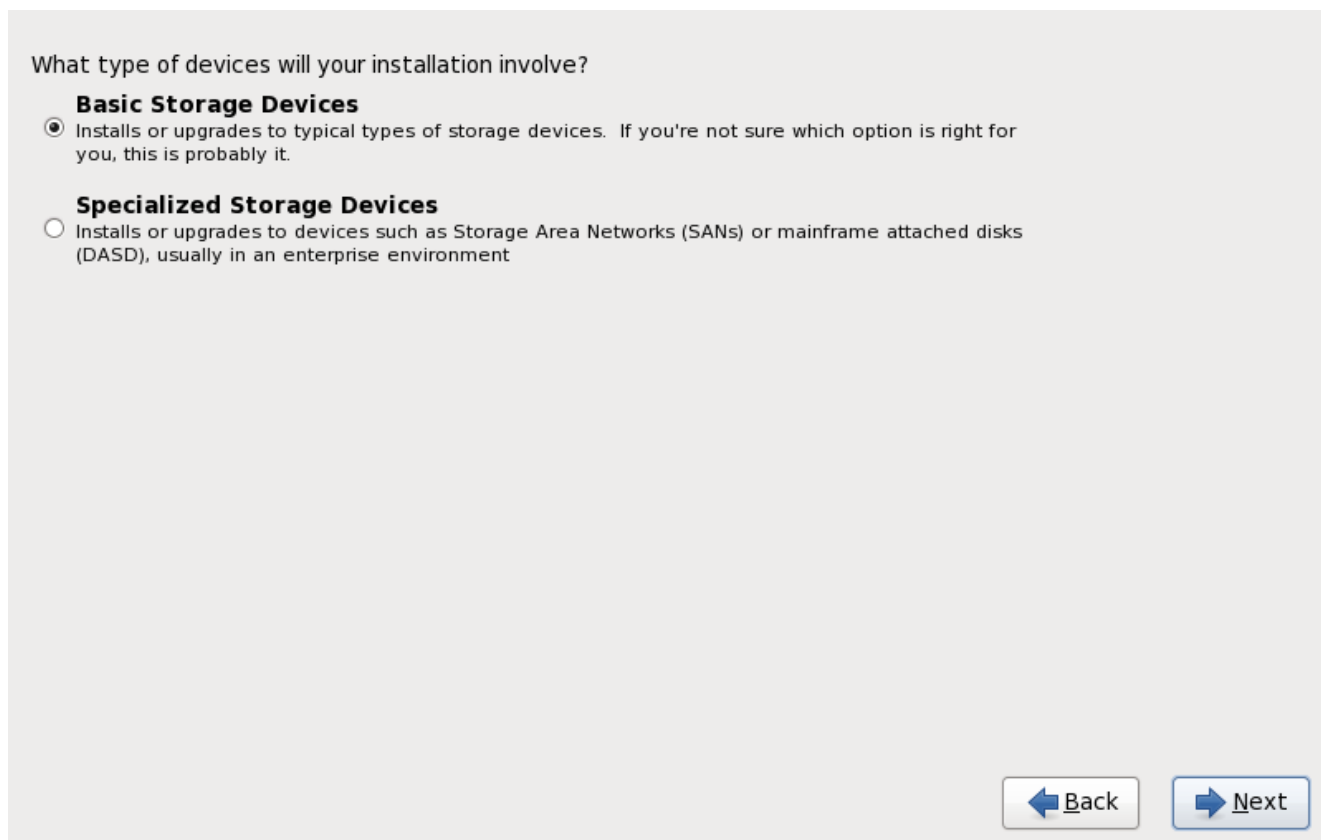 What type of devices will your installation involve?
Basic Storage Devices
Installs or upgrades to typical types of storage devices.  If you're not sure which option is right for
you, this is probably it.
Specialized Storage Devices
Installs or upgrades to devices such as Storage Area Networks (SANs) or mainframe attached disks
(DASD), usually in an enterprise environment
Back
Next